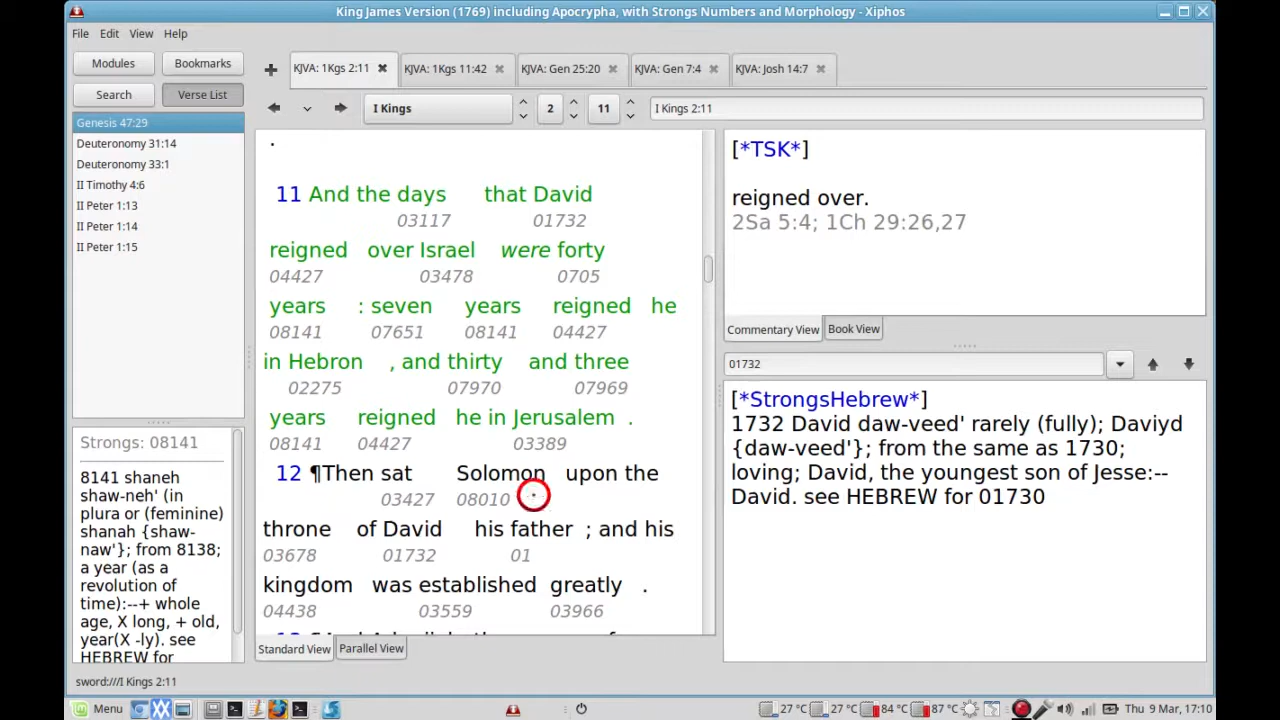 King James Version (1769) including Apocrypha, with Strongs Numbers and Morphology - Xiphos
File Edit View Help
Modules Bookmarks
Search Verse List
KJVA: 1Kgs 2:11 KJVA: 1Kgs 11:42 KJVA: Gen 25:20 KJVA: Gen 7:4 KJVA: Josh 14:7
I Kings 2 11 I Kings 2:11
Genesis 47:29
Deuteronomy 31:14
Deuteronomy 33:1
II Timothy 4:6
II Peter 1:13
II Peter 1:14
II Peter 1:15
Strongs: 08141
8141 shaneh
shaw-neh' (in
plura or (feminine)
shanah {shaw-
naw'}; from 8138;
a year (as a
revolution of
time):--+ whole
age, X long, + old,
year(X -ly). see
HEBREW for
.
11 And the days that David
03117 01732
reigned over Israel were forty
04427 03478 0705
years : seven years reigned he
08141 07651 08141 04427
in Hebron , and thirty and three
02275 07970 07969
years reigned he in Jerusalem .
08141 04427 03389
12 ¶Then sat Solomon upon the
03427 08010
throne of David his father ; and his
03678 01732 01
kingdom was established greatly .
04438 03559 03966
Standard View Parallel View
[*TSK*]
reigned over.
2Sa 5:4; 1Ch 29:26,27
Commentary View Book View
01732
[*StrongsHebrew*]
1732 David daw-veed' rarely (fully); Daviyd
{daw-veed'}; from the same as 1730;
loving; David, the youngest son of Jesse:--
David. see HEBREW for 01730
sword:///I Kings 2:11
Menu 27 °C 27 °C 84 °C 87 °C Thu 9 Mar, 17:10